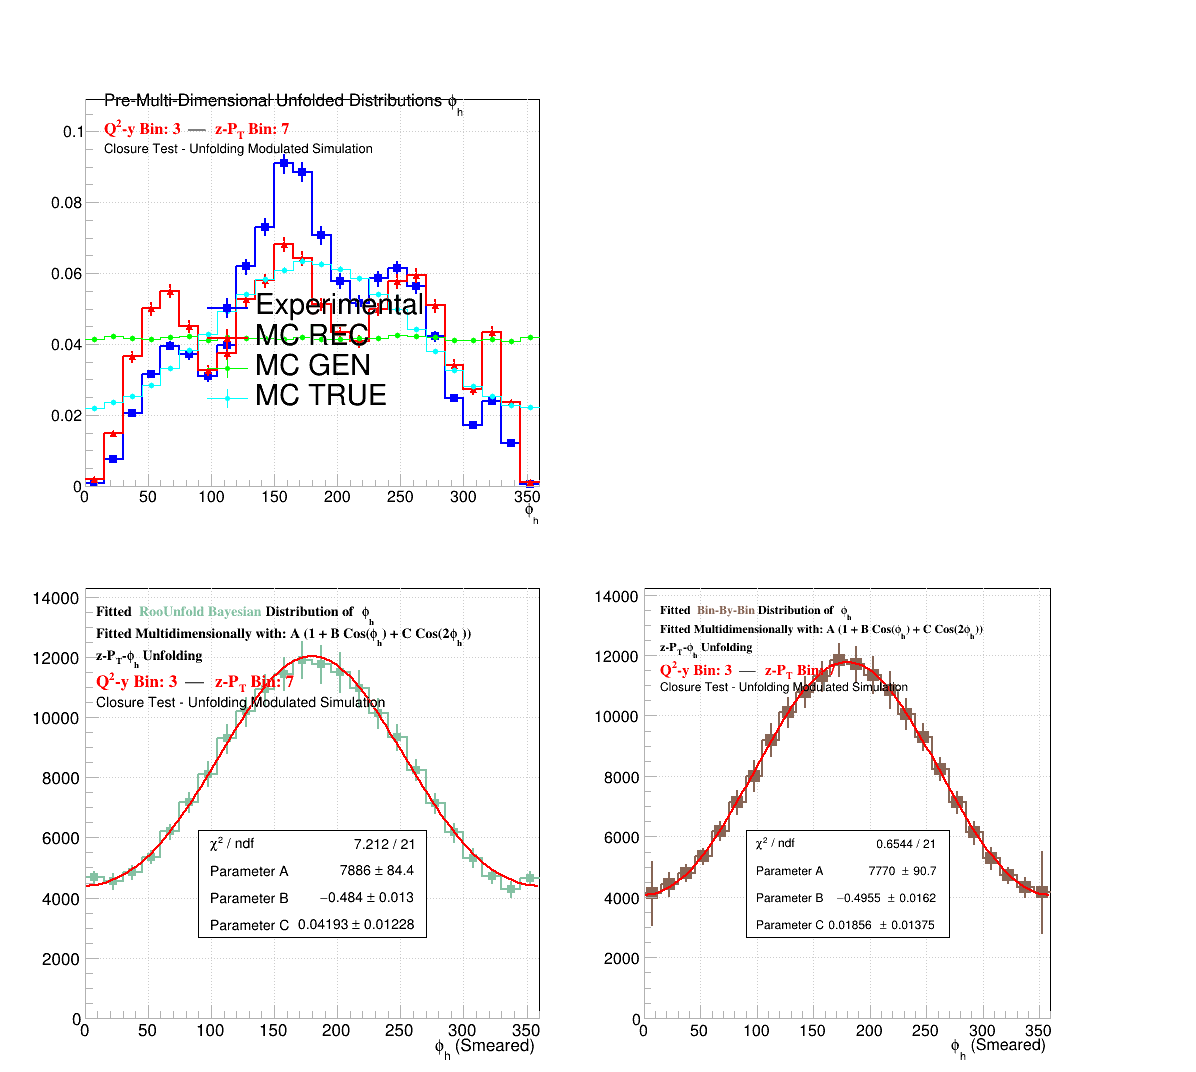 Pre-Multi-Dimensional Unfolded Distributions ϕh
Q2-y Bin: 3 — z-PT Bin: 7
Closure Test - Unfolding Modulated Simulation
0.1
0.08
0.06
0.04
0.02
0
Experimental
MC REC
MC GEN
MC TRUE
0 50 100 150 200 250 300 350
ϕh
Fitted RooUnfold Bayesian Distribution of ϕh
Fitted Multidimensionally with: A (1 + B Cos(ϕh) + C Cos(2ϕh))
z-PT-ϕh Unfolding
Q2-y Bin: 3 — z-PT Bin: 7
Closure Test - Unfolding Modulated Simulation
14000
12000
10000
8000
6000
4000
2000
0
χ2 / ndf 7.212 / 21
Parameter A 7886 ± 84.4
Parameter B −0.484 ± 0.013
Parameter C 0.04193 ± 0.01228
0 50 100 150 200 250 300 350
ϕh (Smeared)
Fitted Bin-By-Bin Distribution of ϕh
Fitted Multidimensionally with: A (1 + B Cos(ϕh) + C Cos(2ϕh))
z-PT-ϕh Unfolding
Q2-y Bin: 3 — z-PT Bin: 7
Closure Test - Unfolding Modulated Simulation
14000
12000
10000
8000
6000
4000
2000
0
χ2 / ndf 0.6544 / 21
Parameter A 7770 ± 90.7
Parameter B −0.4955 ± 0.0162
Parameter C 0.01856 ± 0.01375
0 50 100 150 200 250 300 350
ϕh (Smeared)